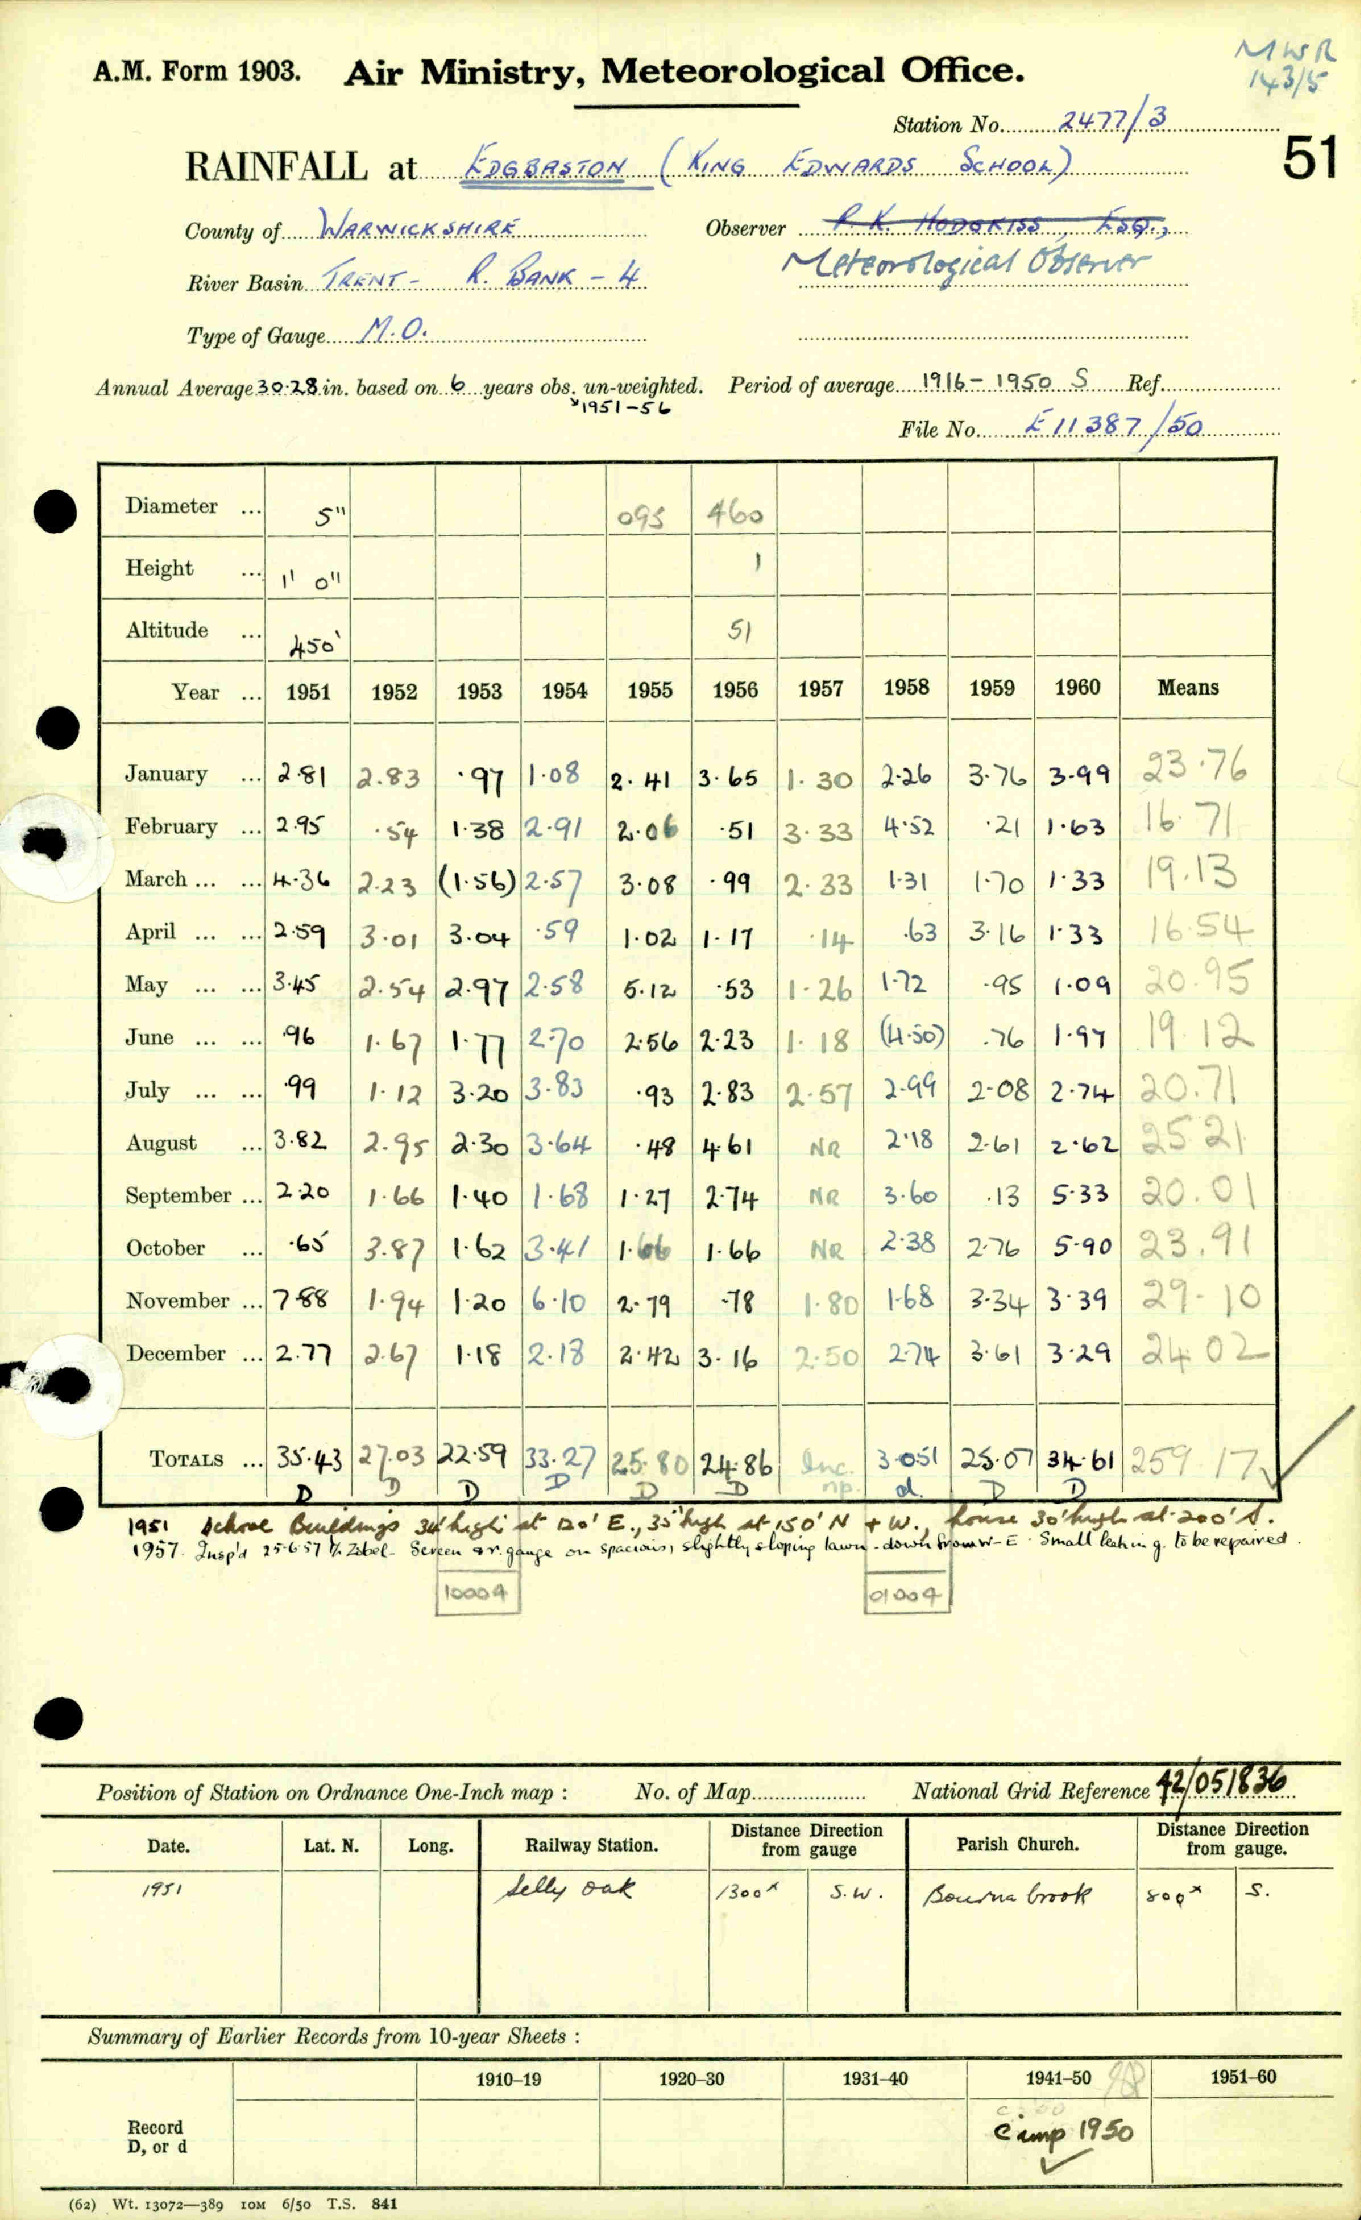 MWR
143/5
A.M. Form 1903. Air Ministry, Meteorological Office.
Station No. 2477/3
51
RAINFALL at EDGBASTON (KING EDWARDS SCHOOL)
County of WARWICKSHIRE Observer R. K. HODGKISS, ESQ.,
Meteorological Observer
River Basin TRENT - R. BANK - 4
Type of Gauge M.O.
Annual Average 30.28 in. based on 6 years obs. un-weighted. Period of average 1916-1950 S Ref.
1951-56
File No. E 11387/50
Diameter ... 5" 095 460
Height ... 1' 0" 1
Altitude ... 450' 51
Year ... 1951 1952 1953 1954 1955 1956 1957 1958 1959 1960 Means
January ... 2.81 2.83 .97 1.08 2.41 3.65 1.30 2.26 3.76 3.99 23.76
February ... 2.95 .54 1.38 2.91 2.06 .51 3.33 4.52 .21 1.63 16.71
March ... ... 4.36 2.23 (1.56) 2.57 3.08 .99 2.33 1.31 1.70 1.33 19.13
April ... ... 2.59 3.01 3.04 .59 1.02 1.17 .14 .63 3.16 1.33 16.54
May ... ... 3.45 2.54 2.97 2.58 5.12 .53 1.26 1.72 .95 1.09 20.95
June ... ... .96 1.67 1.77 2.70 2.56 2.23 1.18 (4.50) .76 1.97 19.12
July ... ... .99 1.12 3.20 3.83 .93 2.83 2.57 2.99 2.08 2.74 20.71
August ... 3.82 2.95 2.30 3.64 .48 4.61 NR 2.18 2.61 2.62 25.21
September ... 2.20 1.66 1.40 1.68 1.27 2.74 NR 3.60 .13 5.33 20.01
October ... .65 3.87 1.62 3.41 1.66 1.66 NR 2.38 2.76 5.90 23.91
November ... 7.88 1.94 1.20 6.10 2.79 .78 1.80 1.68 3.34 3.39 29.10
December ... 2.77 2.67 1.18 2.18 2.42 3.16 2.50 2.74 3.61 3.29 24.02
TOTALS ... 35.43 27.03 22.59 33.27 25.80 24.86 Inc. 3.051 25.07 34.61 259.17
D D D D D D np. d. D D
1951 School Buildings 34' high at 120' E., 35' high at 150' N + W., house 30' high at 200' S.
1957. Insp'd 25.6.57 Zobel - Screen & r. gauge on spacious, slightly sloping lawn - down from W-E. Small leak in g. to be repaired.
10004 01004
Position of Station on Ordnance One-Inch map : No. of Map National Grid Reference 42/051836
Date. Lat. N. Long. Railway Station. Distance from gauge Direction Parish Church. Distance from gauge. Direction
1951 Selly Oak 1300x S.W. Bournbrook 800x S.
Summary of Earlier Records from 10-year Sheets :
1910–19 1920–30 1931–40 1941–50 1951–60
Record
D, or d
C imp 1950
(62) Wt. 13072—389 10M 6/50 T.S. 841